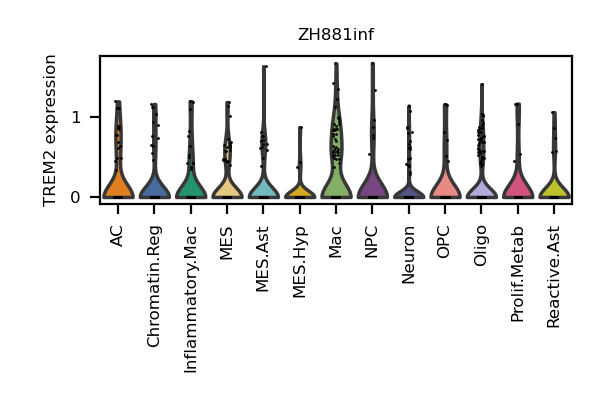 ZH881inf
TREM2 expression
1
0
AC
Chromatin.Reg
Inflammatory.Mac
MES
MES.Ast
MES.Hyp
Mac
NPC
Neuron
OPC
Oligo
Prolif.Metab
Reactive.Ast